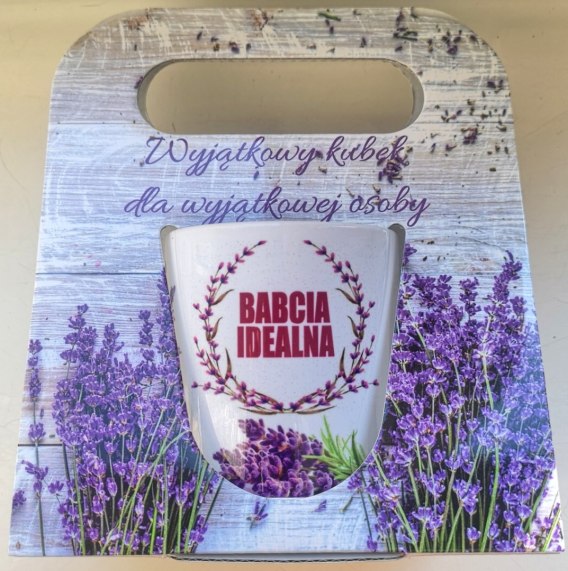 Wyjątkowy kubek
dla wyjątkowej osoby
BABCIA
IDEALNA